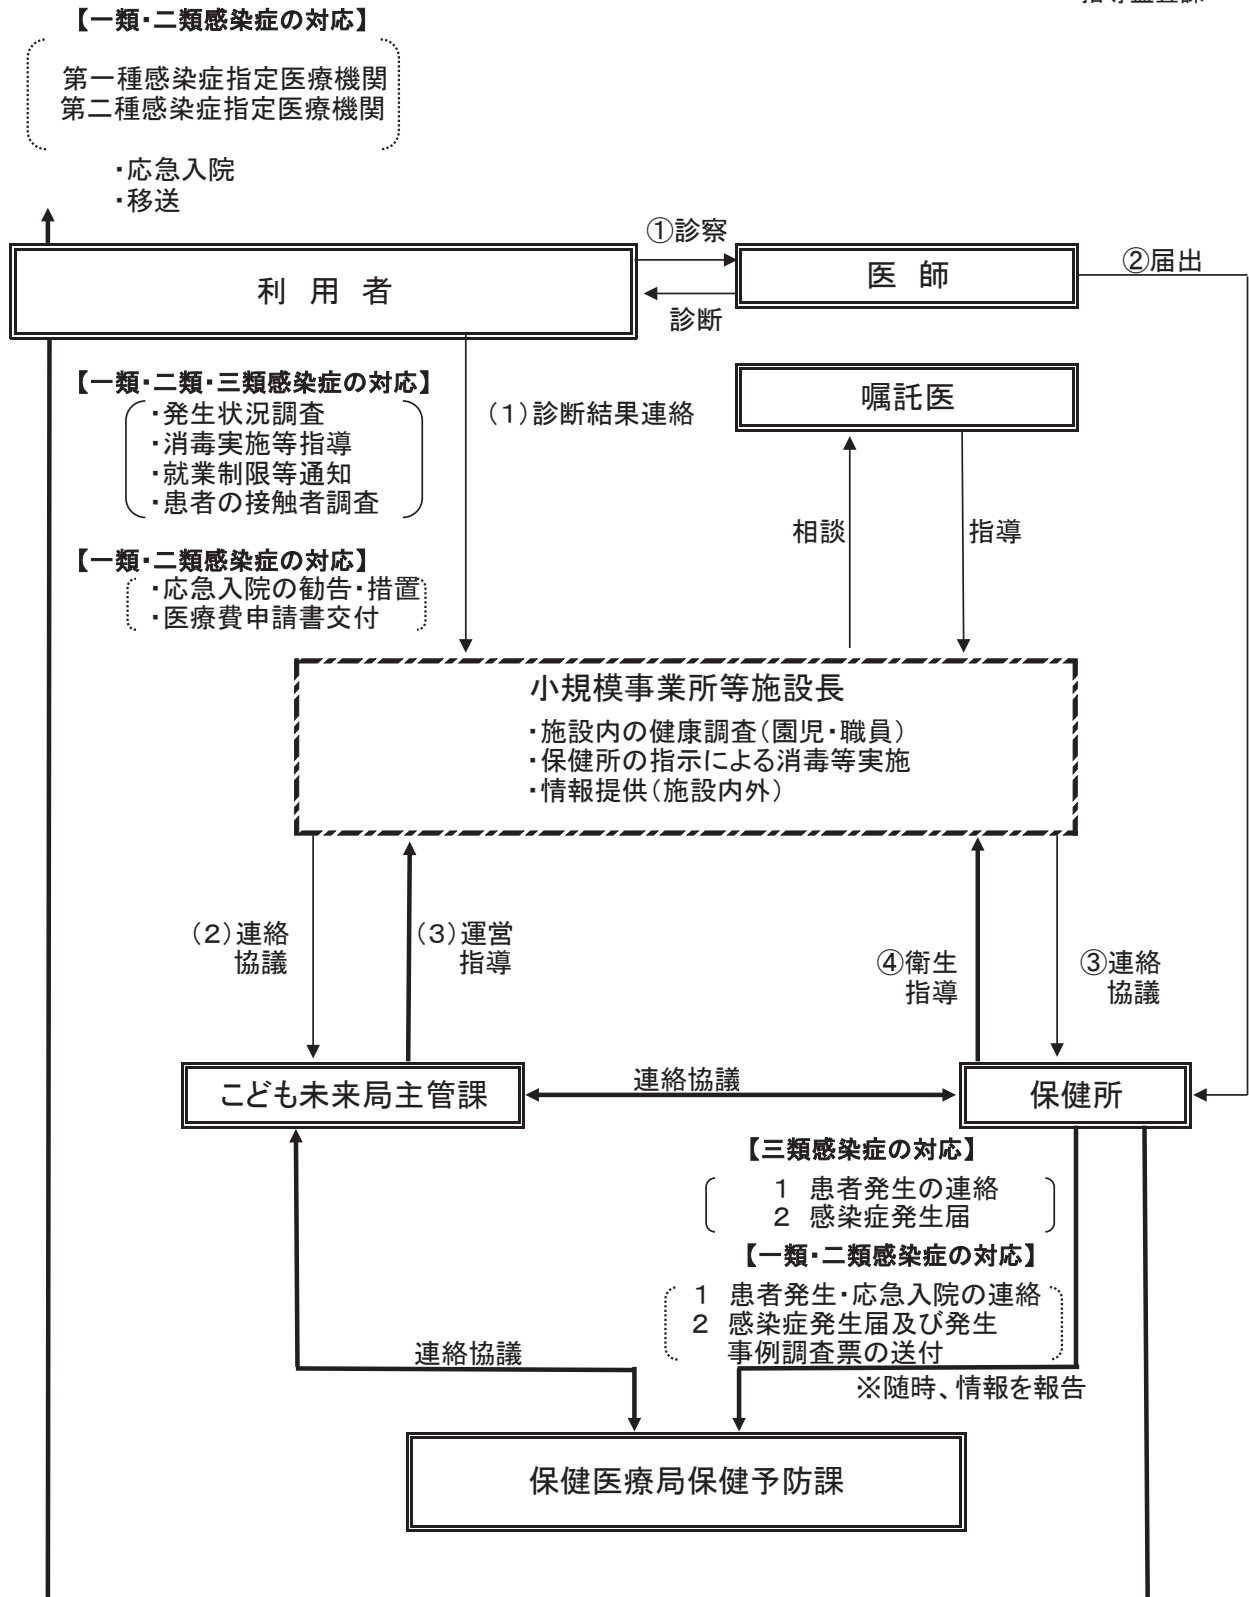 【一類・二類感染症の対応】
第一種感染症指定医療機関
第二種感染症指定医療機関
・応急入院
・移送
①診察
利 用 者
医 師
②届出
診断
【一類・二類・三類感染症の対応】
・発生状況調査
・消毒実施等指導
・就業制限等通知
・患者の接触者調査
(1)診断結果連絡
嘱託医
相談
指導
【一類・二類感染症の対応】
・応急入院の勧告・措置
・医療費申請書交付
小規模事業所等施設長
・施設内の健康調査(園児・職員)
・保健所の指示による消毒等実施
・情報提供(施設内外)
(2)連絡
協議
(3)運営
指導
④衛生
指導
③連絡
協議
こども未来局主管課
連絡協議
保健所
【三類感染症の対応】
1 患者発生の連絡
2 感染症発生届
【一類・二類感染症の対応】
1 患者発生・応急入院の連絡
2 感染症発生届及び発生
事例調査票の送付
連絡協議
※随時、情報を報告
保健医療局保健予防課